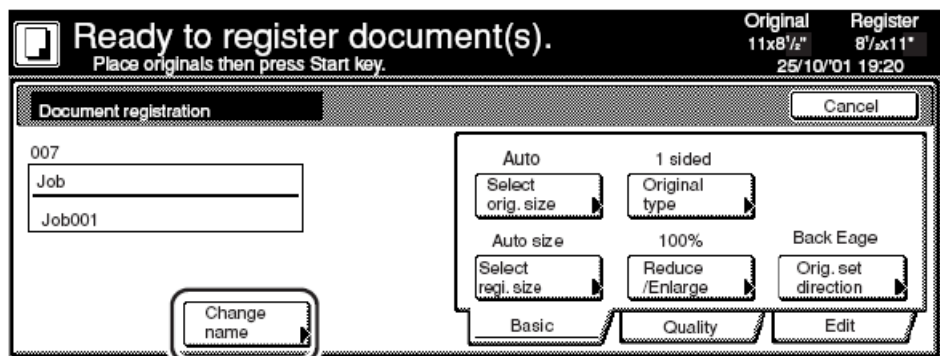 Ready to register document(s).
Place originals then press Start key.
Original Register
11x8½" 8½x11"
25/10/'01 19:20
Document registration
Cancel
007
Job
Job001
Change
name
Auto
Select
orig. size
1 sided
Original
type
Auto size
Select
regi. size
100%
Reduce
/Enlarge
Back Eage
Orig. set
direction
Basic
Quality
Edit